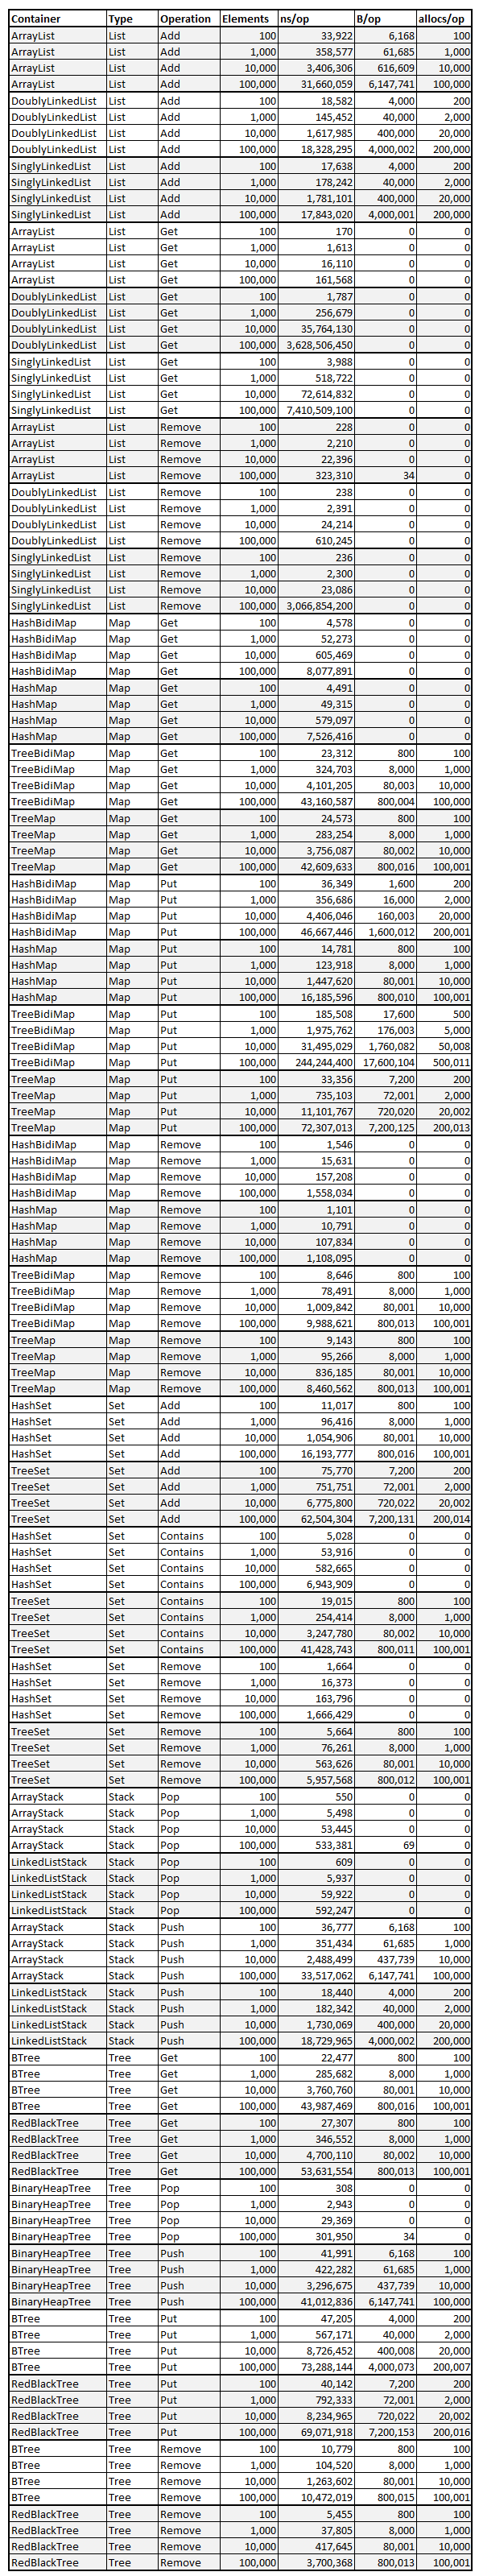 Container Type Operation Elements ns/op B/op allocs/op
ArrayList List Add 100 33,922 6,168 100
ArrayList List Add 1,000 358,577 61,685 1,000
ArrayList List Add 10,000 3,406,306 616,609 10,000
ArrayList List Add 100,000 31,660,059 6,147,741 100,000
DoublyLinkedList List Add 100 18,582 4,000 200
DoublyLinkedList List Add 1,000 145,452 40,000 2,000
DoublyLinkedList List Add 10,000 1,617,985 400,000 20,000
DoublyLinkedList List Add 100,000 18,328,295 4,000,002 200,000
SinglyLinkedList List Add 100 17,638 4,000 200
SinglyLinkedList List Add 1,000 178,242 40,000 2,000
SinglyLinkedList List Add 10,000 1,781,101 400,000 20,000
SinglyLinkedList List Add 100,000 17,843,020 4,000,001 200,000
ArrayList List Get 100 170 0 0
ArrayList List Get 1,000 1,613 0 0
ArrayList List Get 10,000 16,110 0 0
ArrayList List Get 100,000 161,568 0 0
DoublyLinkedList List Get 100 1,787 0 0
DoublyLinkedList List Get 1,000 256,679 0 0
DoublyLinkedList List Get 10,000 35,764,130 0 0
DoublyLinkedList List Get 100,000 3,628,506,450 0 0
SinglyLinkedList List Get 100 3,988 0 0
SinglyLinkedList List Get 1,000 518,722 0 0
SinglyLinkedList List Get 10,000 72,614,832 0 0
SinglyLinkedList List Get 100,000 7,410,509,100 0 0
ArrayList List Remove 100 228 0 0
ArrayList List Remove 1,000 2,210 0 0
ArrayList List Remove 10,000 22,396 0 0
ArrayList List Remove 100,000 323,310 34 0
DoublyLinkedList List Remove 100 238 0 0
DoublyLinkedList List Remove 1,000 2,391 0 0
DoublyLinkedList List Remove 10,000 24,214 0 0
DoublyLinkedList List Remove 100,000 610,245 0 0
SinglyLinkedList List Remove 100 236 0 0
SinglyLinkedList List Remove 1,000 2,300 0 0
SinglyLinkedList List Remove 10,000 23,086 0 0
SinglyLinkedList List Remove 100,000 3,066,854,200 0 0
HashBidiMap Map Get 100 4,578 0 0
HashBidiMap Map Get 1,000 52,273 0 0
HashBidiMap Map Get 10,000 605,469 0 0
HashBidiMap Map Get 100,000 8,077,891 0 0
HashMap Map Get 100 4,491 0 0
HashMap Map Get 1,000 49,315 0 0
HashMap Map Get 10,000 579,097 0 0
HashMap Map Get 100,000 7,526,416 0 0
TreeBidiMap Map Get 100 23,312 800 100
TreeBidiMap Map Get 1,000 324,703 8,000 1,000
TreeBidiMap Map Get 10,000 4,101,205 80,003 10,000
TreeBidiMap Map Get 100,000 43,160,587 800,004 100,000
TreeMap Map Get 100 24,573 800 100
TreeMap Map Get 1,000 283,254 8,000 1,000
TreeMap Map Get 10,000 3,756,087 80,002 10,000
TreeMap Map Get 100,000 42,609,633 800,016 100,001
HashBidiMap Map Put 100 36,349 1,600 200
HashBidiMap Map Put 1,000 356,686 16,000 2,000
HashBidiMap Map Put 10,000 4,406,046 160,003 20,000
HashBidiMap Map Put 100,000 46,667,446 1,600,012 200,001
HashMap Map Put 100 14,781 800 100
HashMap Map Put 1,000 123,918 8,000 1,000
HashMap Map Put 10,000 1,447,620 80,001 10,000
HashMap Map Put 100,000 16,185,596 800,010 100,001
TreeBidiMap Map Put 100 185,508 17,600 500
TreeBidiMap Map Put 1,000 1,975,762 176,003 5,000
TreeBidiMap Map Put 10,000 31,495,029 1,760,082 50,008
TreeBidiMap Map Put 100,000 244,244,400 17,600,104 500,011
TreeMap Map Put 100 33,356 7,200 200
TreeMap Map Put 1,000 735,103 72,001 2,000
TreeMap Map Put 10,000 11,101,767 720,020 20,002
TreeMap Map Put 100,000 72,307,013 7,200,125 200,013
HashBidiMap Map Remove 100 1,546 0 0
HashBidiMap Map Remove 1,000 15,631 0 0
HashBidiMap Map Remove 10,000 157,208 0 0
HashBidiMap Map Remove 100,000 1,558,034 0 0
HashMap Map Remove 100 1,101 0 0
HashMap Map Remove 1,000 10,791 0 0
HashMap Map Remove 10,000 107,834 0 0
HashMap Map Remove 100,000 1,108,095 0 0
TreeBidiMap Map Remove 100 8,646 800 100
TreeBidiMap Map Remove 1,000 78,491 8,000 1,000
TreeBidiMap Map Remove 10,000 1,009,842 80,001 10,000
TreeBidiMap Map Remove 100,000 9,988,621 800,013 100,001
TreeMap Map Remove 100 9,143 800 100
TreeMap Map Remove 1,000 95,266 8,000 1,000
TreeMap Map Remove 10,000 836,185 80,001 10,000
TreeMap Map Remove 100,000 8,460,562 800,013 100,001
HashSet Set Add 100 11,017 800 100
HashSet Set Add 1,000 96,416 8,000 1,000
HashSet Set Add 10,000 1,054,906 80,001 10,000
HashSet Set Add 100,000 16,193,777 800,016 100,001
TreeSet Set Add 100 75,770 7,200 200
TreeSet Set Add 1,000 751,751 72,001 2,000
TreeSet Set Add 10,000 6,775,800 720,022 20,002
TreeSet Set Add 100,000 62,504,304 7,200,131 200,014
HashSet Set Contains 100 5,028 0 0
HashSet Set Contains 1,000 53,916 0 0
HashSet Set Contains 10,000 582,665 0 0
HashSet Set Contains 100,000 6,943,909 0 0
TreeSet Set Contains 100 19,015 800 100
TreeSet Set Contains 1,000 254,414 8,000 1,000
TreeSet Set Contains 10,000 3,247,780 80,002 10,000
TreeSet Set Contains 100,000 41,428,743 800,011 100,001
HashSet Set Remove 100 1,664 0 0
HashSet Set Remove 1,000 16,373 0 0
HashSet Set Remove 10,000 163,796 0 0
HashSet Set Remove 100,000 1,666,429 0 0
TreeSet Set Remove 100 5,664 800 100
TreeSet Set Remove 1,000 76,261 8,000 1,000
TreeSet Set Remove 10,000 563,626 80,001 10,000
TreeSet Set Remove 100,000 5,957,568 800,012 100,001
ArrayStack Stack Pop 100 550 0 0
ArrayStack Stack Pop 1,000 5,498 0 0
ArrayStack Stack Pop 10,000 53,445 0 0
ArrayStack Stack Pop 100,000 533,381 69 0
LinkedListStack Stack Pop 100 609 0 0
LinkedListStack Stack Pop 1,000 5,937 0 0
LinkedListStack Stack Pop 10,000 59,922 0 0
LinkedListStack Stack Pop 100,000 592,247 0 0
ArrayStack Stack Push 100 36,777 6,168 100
ArrayStack Stack Push 1,000 351,434 61,685 1,000
ArrayStack Stack Push 10,000 2,488,499 437,739 10,000
ArrayStack Stack Push 100,000 33,517,062 6,147,741 100,000
LinkedListStack Stack Push 100 18,440 4,000 200
LinkedListStack Stack Push 1,000 182,342 40,000 2,000
LinkedListStack Stack Push 10,000 1,730,069 400,000 20,000
LinkedListStack Stack Push 100,000 18,729,965 4,000,002 200,000
BTree Tree Get 100 22,477 800 100
BTree Tree Get 1,000 285,682 8,000 1,000
BTree Tree Get 10,000 3,760,760 80,001 10,000
BTree Tree Get 100,000 43,987,469 800,016 100,001
RedBlackTree Tree Get 100 27,307 800 100
RedBlackTree Tree Get 1,000 346,552 8,000 1,000
RedBlackTree Tree Get 10,000 4,700,110 80,002 10,000
RedBlackTree Tree Get 100,000 53,631,554 800,013 100,001
BinaryHeapTree Tree Pop 100 308 0 0
BinaryHeapTree Tree Pop 1,000 2,943 0 0
BinaryHeapTree Tree Pop 10,000 29,369 0 0
BinaryHeapTree Tree Pop 100,000 301,950 34 0
BinaryHeapTree Tree Push 100 41,991 6,168 100
BinaryHeapTree Tree Push 1,000 422,282 61,685 1,000
BinaryHeapTree Tree Push 10,000 3,296,675 437,739 10,000
BinaryHeapTree Tree Push 100,000 41,012,836 6,147,741 100,000
BTree Tree Put 100 47,205 4,000 200
BTree Tree Put 1,000 567,171 40,000 2,000
BTree Tree Put 10,000 8,726,452 400,008 20,000
BTree Tree Put 100,000 73,288,144 4,000,073 200,007
RedBlackTree Tree Put 100 40,142 7,200 200
RedBlackTree Tree Put 1,000 792,333 72,001 2,000
RedBlackTree Tree Put 10,000 8,234,965 720,022 20,002
RedBlackTree Tree Put 100,000 69,071,918 7,200,153 200,016
BTree Tree Remove 100 10,779 800 100
BTree Tree Remove 1,000 104,520 8,000 1,000
BTree Tree Remove 10,000 1,263,602 80,001 10,000
BTree Tree Remove 100,000 10,472,019 800,015 100,001
RedBlackTree Tree Remove 100 5,455 800 100
RedBlackTree Tree Remove 1,000 37,805 8,000 1,000
RedBlackTree Tree Remove 10,000 417,645 80,001 10,000
RedBlackTree Tree Remove 100,000 3,700,368 800,013 100,001